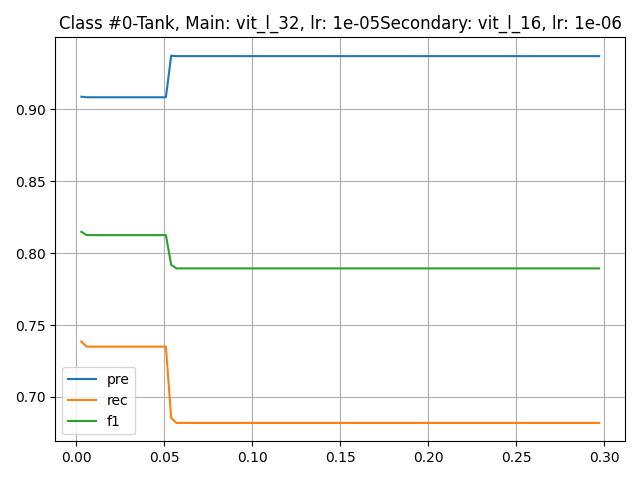 Class #0-Tank, Main: vit_l_32, lr: 1e-05Secondary: vit_l_16, lr: 1e-06
0.90
0.85
0.80
0.75
0.70
pre
rec
f1
0.00 0.05 0.10 0.15 0.20 0.25 0.30